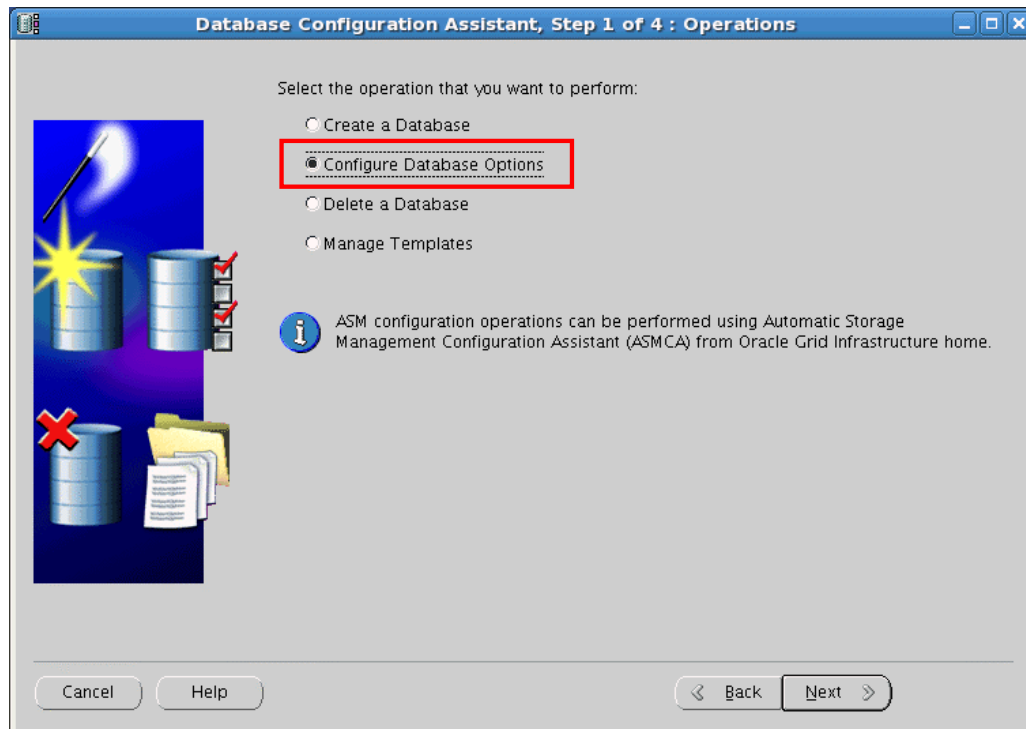 Database Configuration Assistant, Step 1 of 4 : Operations
Select the operation that you want to perform:
Create a Database
Configure Database Options
Delete a Database
Manage Templates
ASM configuration operations can be performed using Automatic Storage
Management Configuration Assistant (ASMCA) from Oracle Grid Infrastructure home.
Cancel
Help
Back
Next